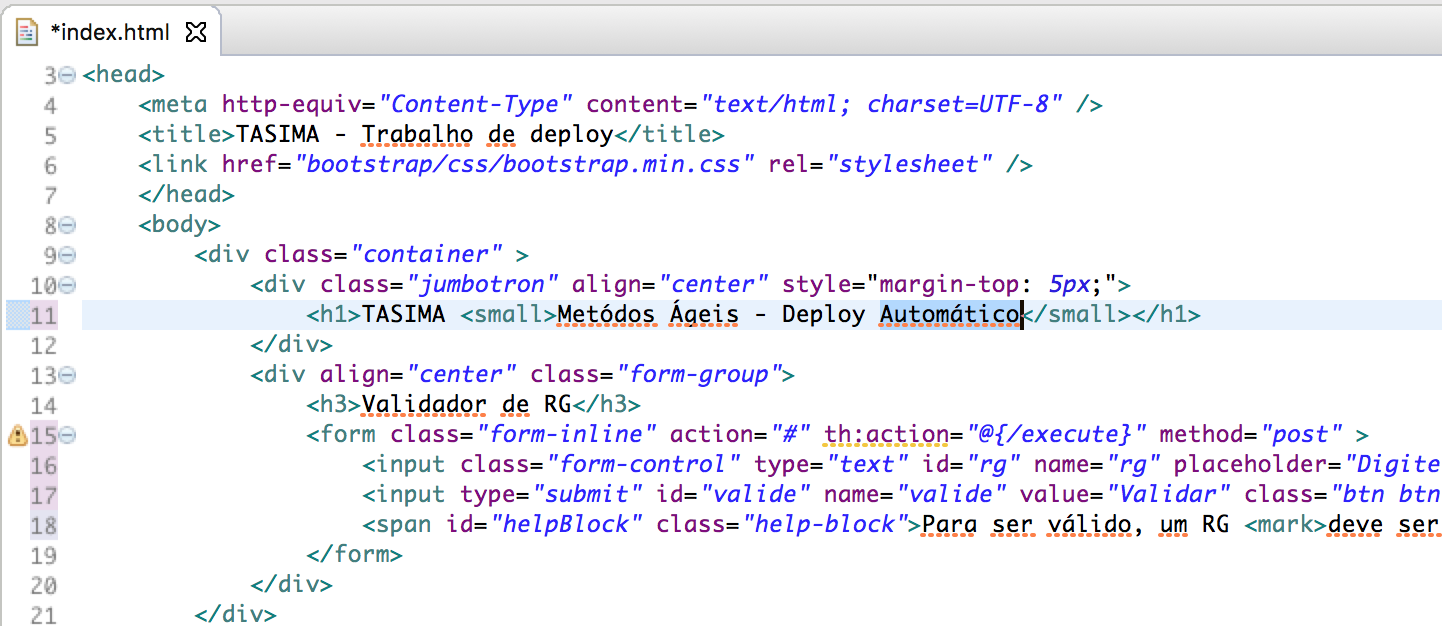 *index.html
3 <head>
4 <meta http-equiv="Content-Type" content="text/html; charset=UTF-8" />
5 <title>TASIMA - Trabalho de deploy</title>
6 <link href="bootstrap/css/bootstrap.min.css" rel="stylesheet" />
7 </head>
8 <body>
9 <div class="container" >
10 <div class="jumbotron" align="center" style="margin-top: 5px;">
11 <h1>TASIMA <small>Metódos Ágeis - Deploy Automático</small></h1>
12 </div>
13 <div align="center" class="form-group">
14 <h3>Validador de RG</h3>
15 <form class="form-inline" action="#" th:action="@{/execute}" method="post" >
16 <input class="form-control" type="text" id="rg" name="rg" placeholder="Digite
17 <input type="submit" id="valide" name="valide" value="Validar" class="btn btn
18 <span id="helpBlock" class="help-block">Para ser válido, um RG <mark>deve ser
19 </form>
20 </div>
21 </div>